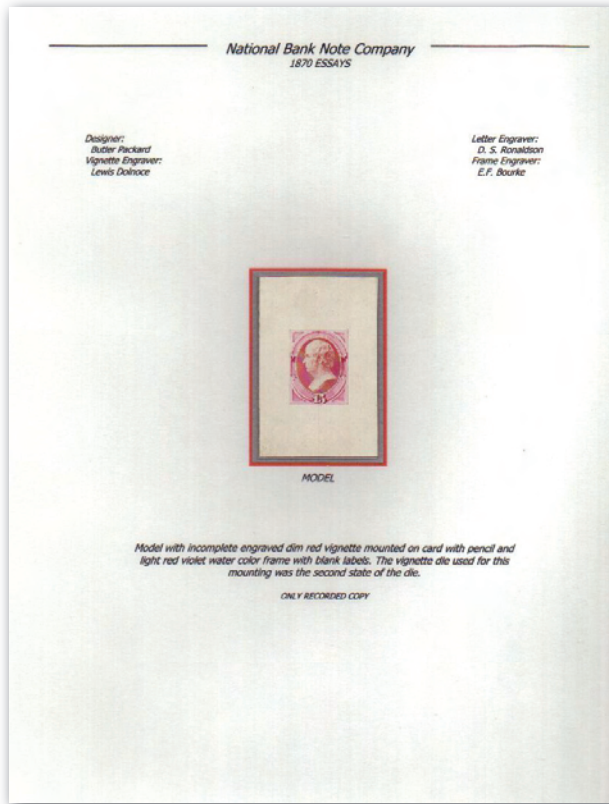 National Bank Note Company
1870 ESSAYS
Designer:
Butler Packard
Vignette Engraver:
Lewis Dolnoce
Letter Engraver:
D. S. Ronaldson
Frame Engraver:
E.F. Bourke
15
MODEL
Model with incomplete engraved dim red vignette mounted on card with pencil and
light red violet water color frame with blank labels. The vignette die used for this
mounting was the second state of the die.
ONLY RECORDED COPY